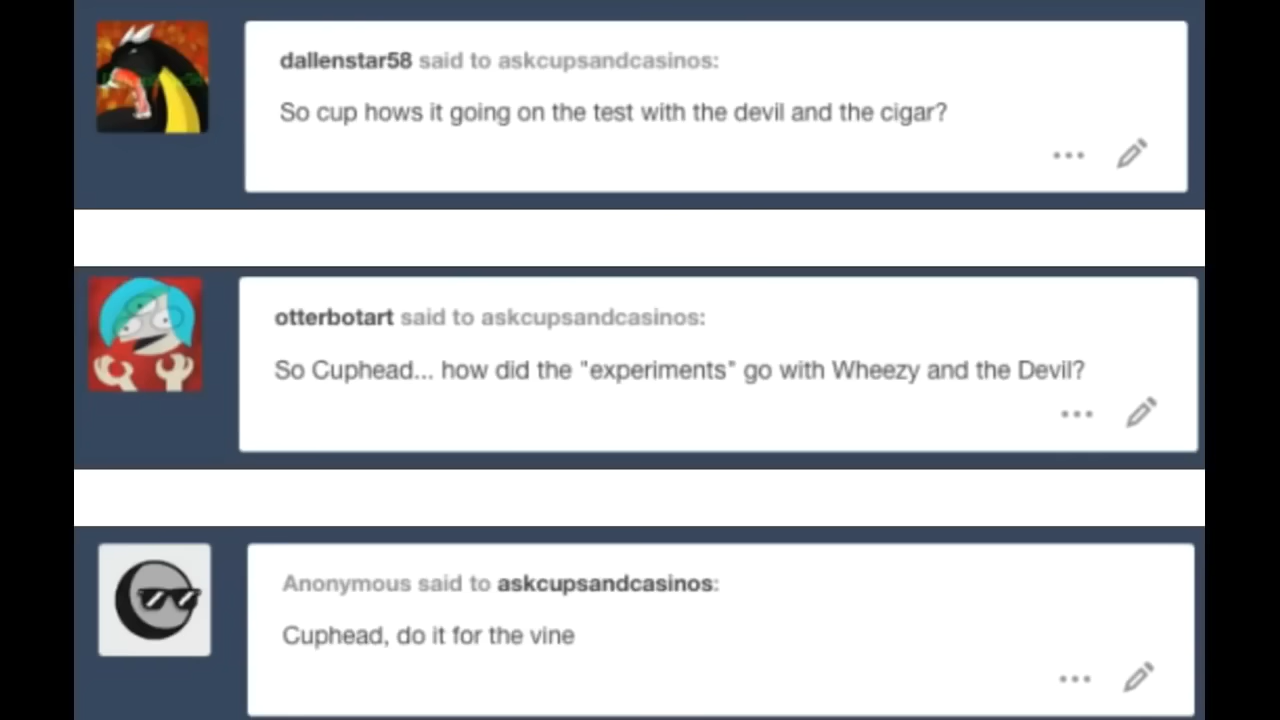 dallenstar58 said to askcupsandcasinos:
So cup hows it going on the test with the devil and the cigar?
otterbotart said to askcupsandcasinos:
So Cuphead... how did the "experiments" go with Wheezy and the Devil?
Anonymous said to askcupsandcasinos:
Cuphead, do it for the vine